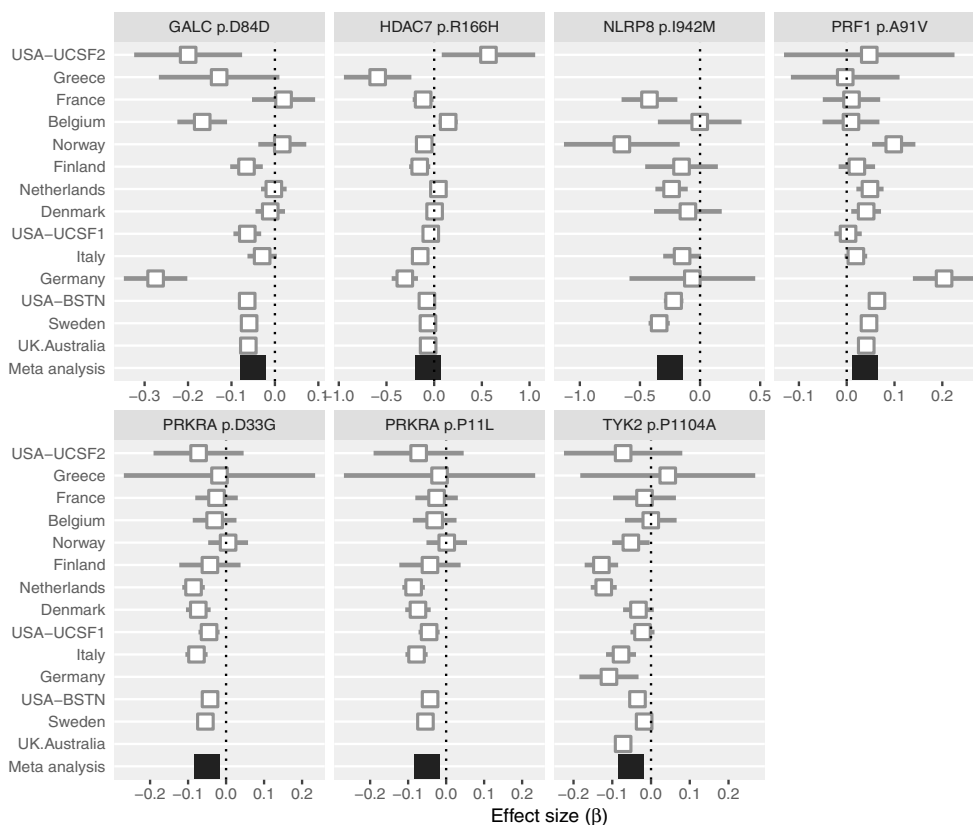 GALC p.D84D HDAC7 p.R166H NLRP8 p.I942M PRF1 p.A91V
USA−UCSF2
Greece
France
Belgium
Norway
Finland
Netherlands
Denmark
USA−UCSF1
Italy
Germany
USA−BSTN
Sweden
UK.Australia
Meta analysis
−0.3 −0.2 −0.1 0.0 0.1 −1.0 −0.5 0.0 0.5 1.0 −1.0 −0.5 0.0 0.5 −0.1 0.0 0.1 0.2
PRKRA p.D33G PRKRA p.P11L TYK2 p.P1104A
USA−UCSF2
Greece
France
Belgium
Norway
Finland
Netherlands
Denmark
USA−UCSF1
Italy
Germany
USA−BSTN
Sweden
UK.Australia
Meta analysis
−0.2 −0.1 0.0 0.1 0.2 −0.2 −0.1 0.0 0.1 0.2 −0.2 −0.1 0.0 0.1 0.2
Effect size (β)